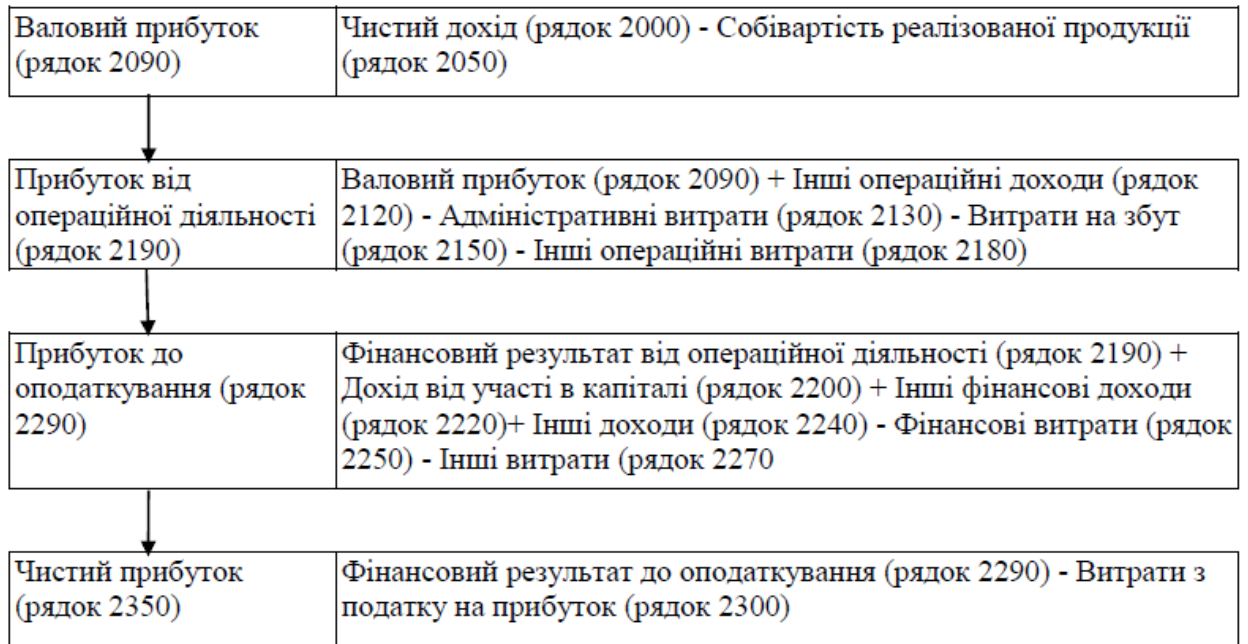 Валовий прибуток
(рядок 2090)
Чистий дохід (рядок 2000) - Собівартість реалізованої продукції
(рядок 2050)
Прибуток від
операційної діяльності
(рядок 2190)
Валовий прибуток (рядок 2090) + Інші операційні доходи (рядок
2120) - Адміністративні витрати (рядок 2130) - Витрати на збут
(рядок 2150) - Інші операційні витрати (рядок 2180)
Прибуток до
оподаткування (рядок
2290)
Фінансовий результат від операційної діяльності (рядок 2190) +
Дохід від участі в капіталі (рядок 2200) + Інші фінансові доходи
(рядок 2220)+ Інші доходи (рядок 2240) - Фінансові витрати (рядок
2250) - Інші витрати (рядок 2270
Чистий прибуток
(рядок 2350)
Фінансовий результат до оподаткування (рядок 2290) - Витрати з
податку на прибуток (рядок 2300)